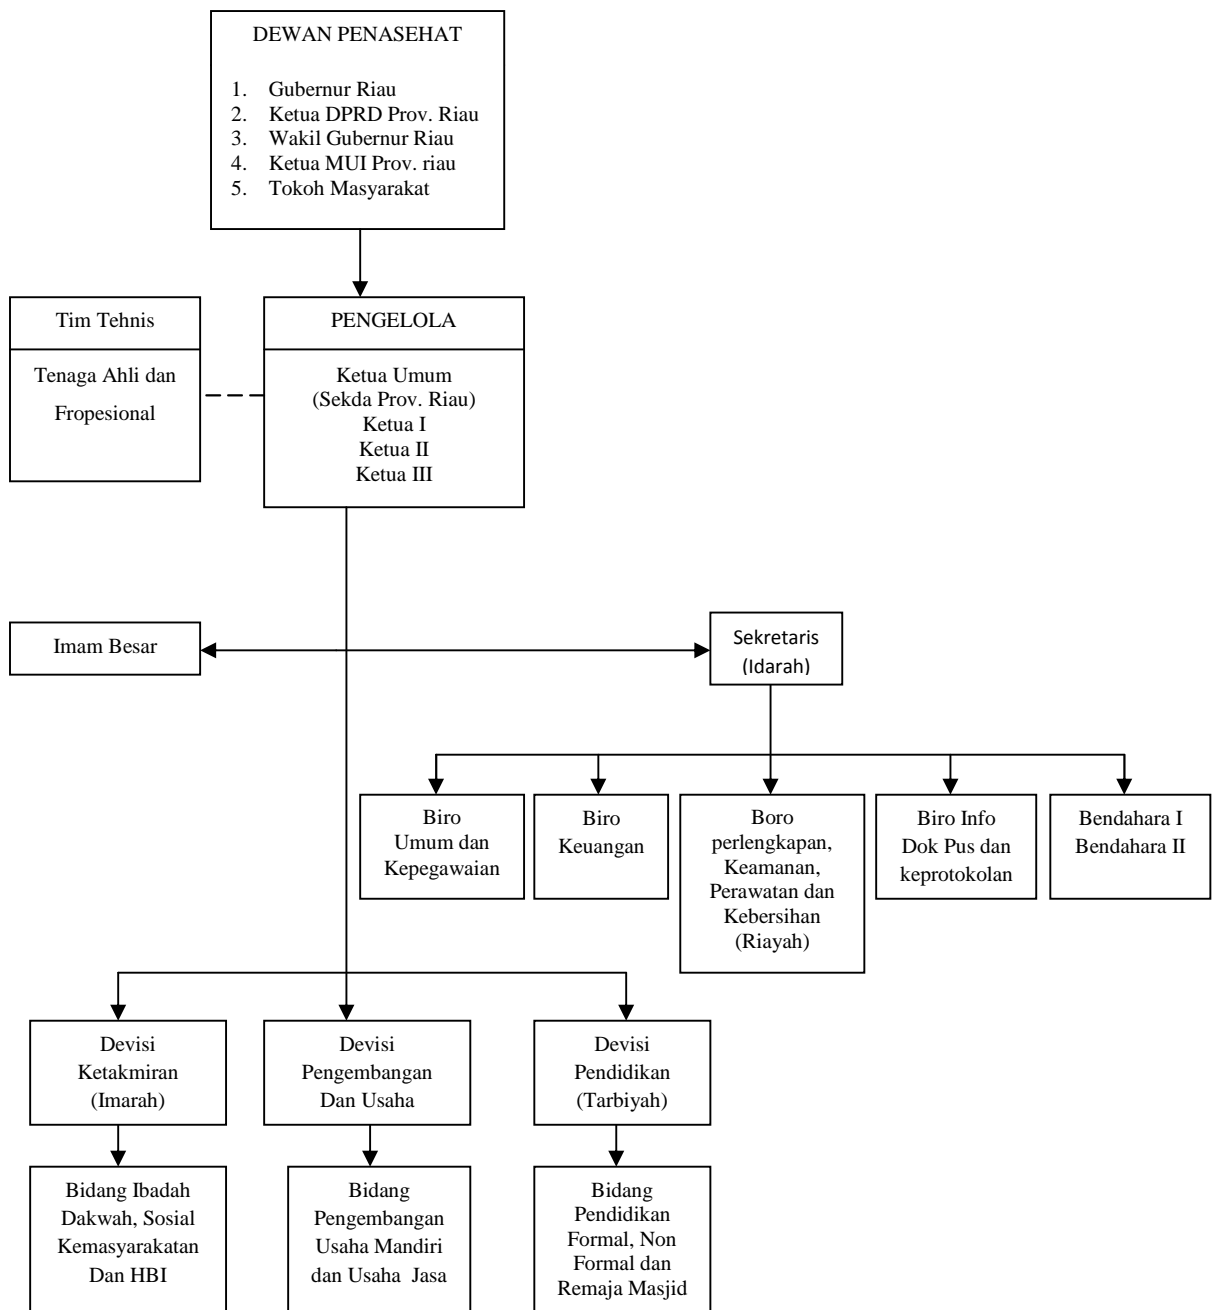 DEWAN PENASEHAT
1. Gubernur Riau
2. Ketua DPRD Prov. Riau
3. Wakil Gubernur Riau
4. Ketua MUI Prov. riau
5. Tokoh Masyarakat
Tim Tehnis
Tenaga Ahli dan
Fropesional
PENGELOLA
Ketua Umum
(Sekda Prov. Riau)
Ketua I
Ketua II
Ketua III
Imam Besar
Sekretaris
(Idarah)
Biro
Umum dan
Kepegawaian
Biro
Keuangan
Boro
perlengkapan,
Keamanan,
Perawatan dan
Kebersihan
(Riayah)
Biro Info
Dok Pus dan
keprotokolan
Bendahara I
Bendahara II
Devisi
Ketakmiran
(Imarah)
Devisi
Pengembangan
Dan Usaha
Devisi
Pendidikan
(Tarbiyah)
Bidang Ibadah
Dakwah, Sosial
Kemasyarakatan
Dan HBI
Bidang
Pengembangan
Usaha Mandiri
dan Usaha Jasa
Bidang
Pendidikan
Formal, Non
Formal dan
Remaja Masjid